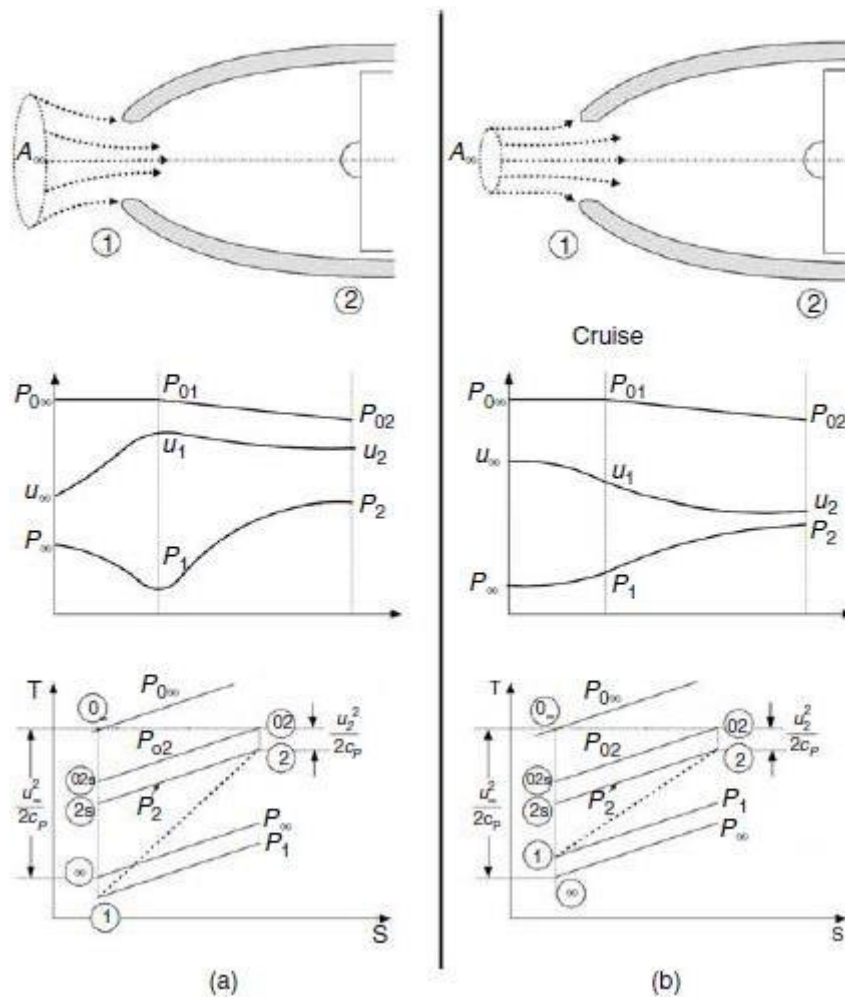 A∞
1
2
A∞
1
2
Cruise
P0∞
P01
P02
u∞
u1
u2
P∞
P1
P2
P0∞
P01
P02
u∞
u1
u2
P∞
P1
P2
T
0∞
P0∞
Po2
02
u2²/2cP
02s
2
2s
P2
u∞²/2cP
∞
P∞
P1
1
S
T
0∞
P0∞
P02
02
u2²/2cP
02s
2
2s
P2
u∞²/2cP
P1
1
P∞
∞
s
(a)
(b)